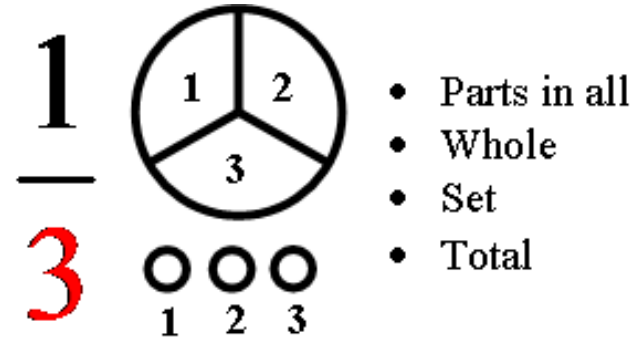 1
3
1 2
3
1 2 3
• Parts in all
• Whole
• Set
• Total